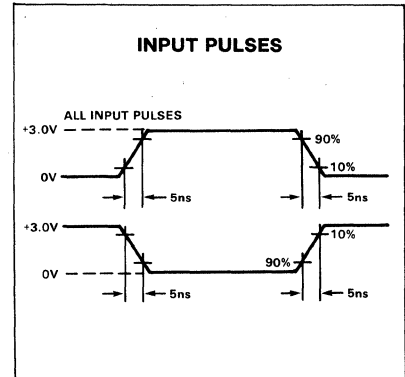 INPUT PULSES
ALL INPUT PULSES
+3.0V
90%
10%
0V
5ns
5ns
+3.0V
10%
90%
0V
5ns
5ns